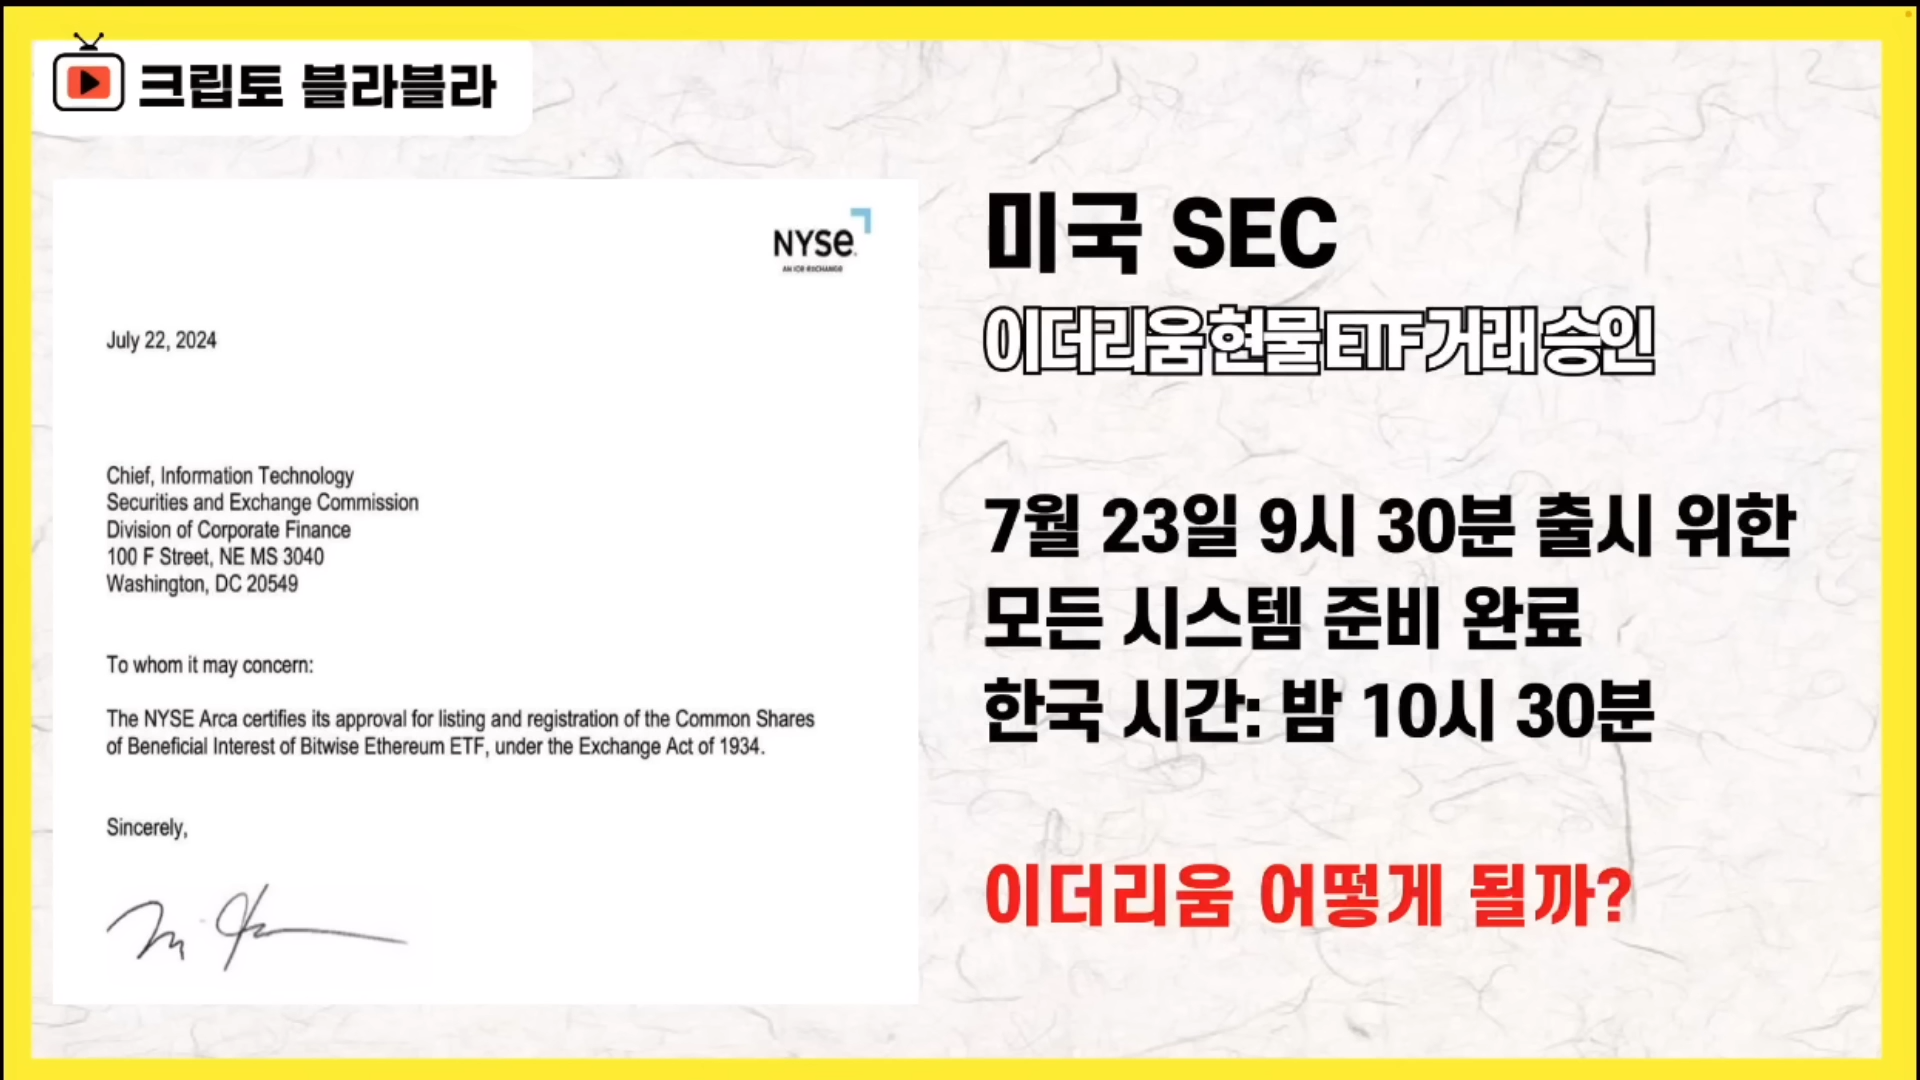 크립토 블라블라
NYSE
AN ICE EXCHANGE
July 22, 2024
Chief, Information Technology
Securities and Exchange Commission
Division of Corporate Finance
100 F Street, NE MS 3040
Washington, DC 20549
To whom it may concern:
The NYSE Arca certifies its approval for listing and registration of the Common Shares
of Beneficial Interest of Bitwise Ethereum ETF, under the Exchange Act of 1934.
Sincerely,
미국 SEC
이더리움 현물 ETF 거래 승인
7월 23일 9시 30분 출시 위한
모든 시스템 준비 완료
한국 시간: 밤 10시 30분
이더리움 어떻게 될까?